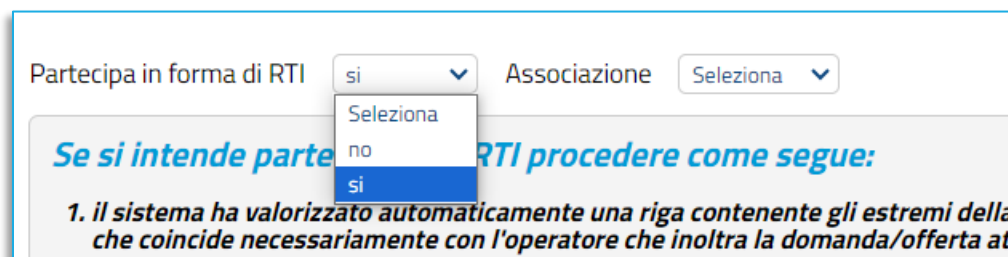 Partecipa in forma di RTI si Associazione Seleziona
Seleziona
no
si
Se si intende parte RTI procedere come segue:
1. il sistema ha valorizzato automaticamente una riga contenente gli estremi della
che coincide necessariamente con l'operatore che inoltra la domanda/offerta at